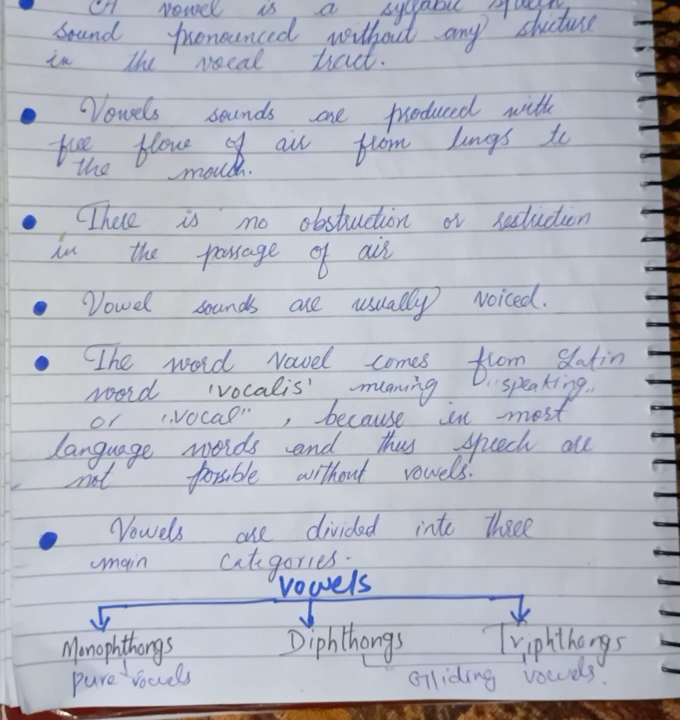 A vowel is a syllabic speech
sound pronounced without any stricture
in the vocal tract.
Vowels sounds are produced with
free flow of air from lungs to
the mouth.
There is no obstruction or restriction
in the passage of air
Vowel sounds are usually voiced.
The word Vowel comes from Latin
word 'vocalis' meaning "speaking"
or "vocal", because in most
language words and thus speech are
not possible without vowels.
Vowels are divided into three
main categories.
Vowels
Monophthongs Diphthongs Triphthongs
pure vowels Gliding vowels.